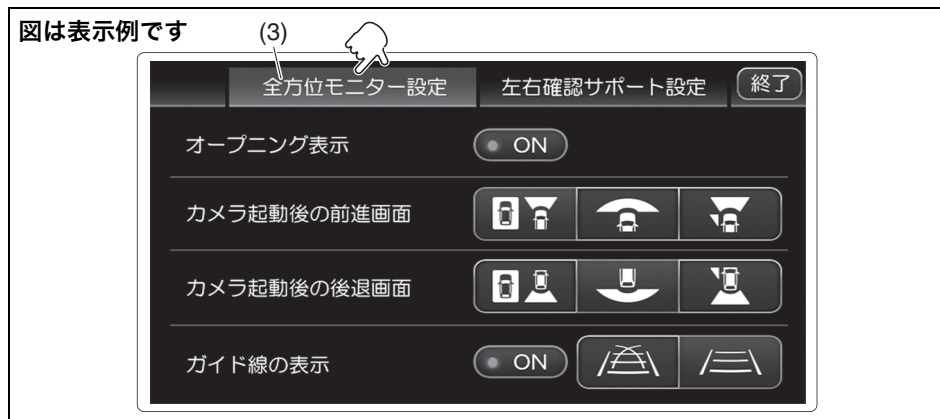 図は表示例です
(3)
全方位モニター設定 左右確認サポート設定 終了
オープニング表示 ON
カメラ起動後の前進画面
カメラ起動後の後退画面
ガイド線の表示 ON